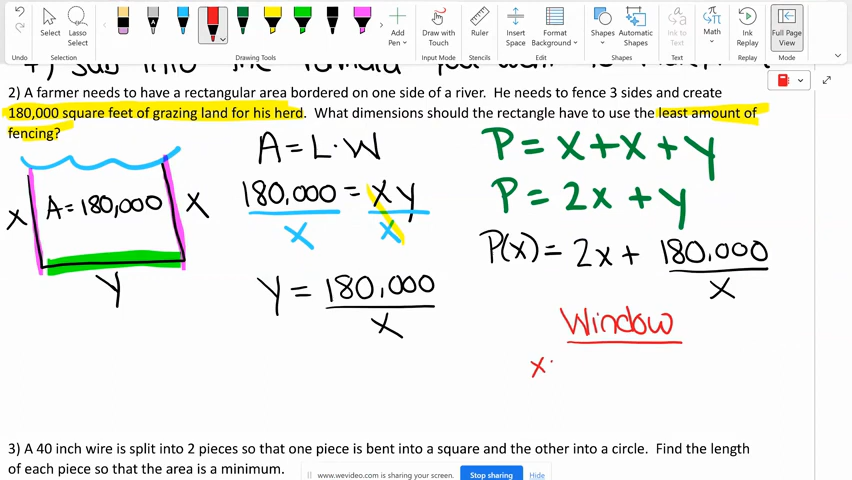 Undo
Select
Lasso
Select
Add
Pen
Draw with
Touch
Ruler
Insert
Space
Format
Background
Shapes
Automatic
Shapes
Ink to
Text
Math
Ink
Replay
Full Page
View
Selection
Drawing Tools
Input Mode
Stencils
Edit
Convert
Replay
Mode
2) A farmer needs to have a rectangular area bordered on one side of a river. He needs to fence 3 sides and create
180,000 square feet of grazing land for his herd. What dimensions should the rectangle have to use the least amount of
fencing?
A = L · W
P = X + X + y
A = 180,000
X
X
Y
180,000 = X y
X X
P = 2X + y
P(X) = 2X + 180,000
X
Y = 180,000
X
Window
X:
3) A 40 inch wire is split into 2 pieces so that one piece is bent into a square and the other into a circle. Find the length
of each piece so that the area is a minimum.
www.wevideo.com is sharing your screen.
Stop sharing
Hide